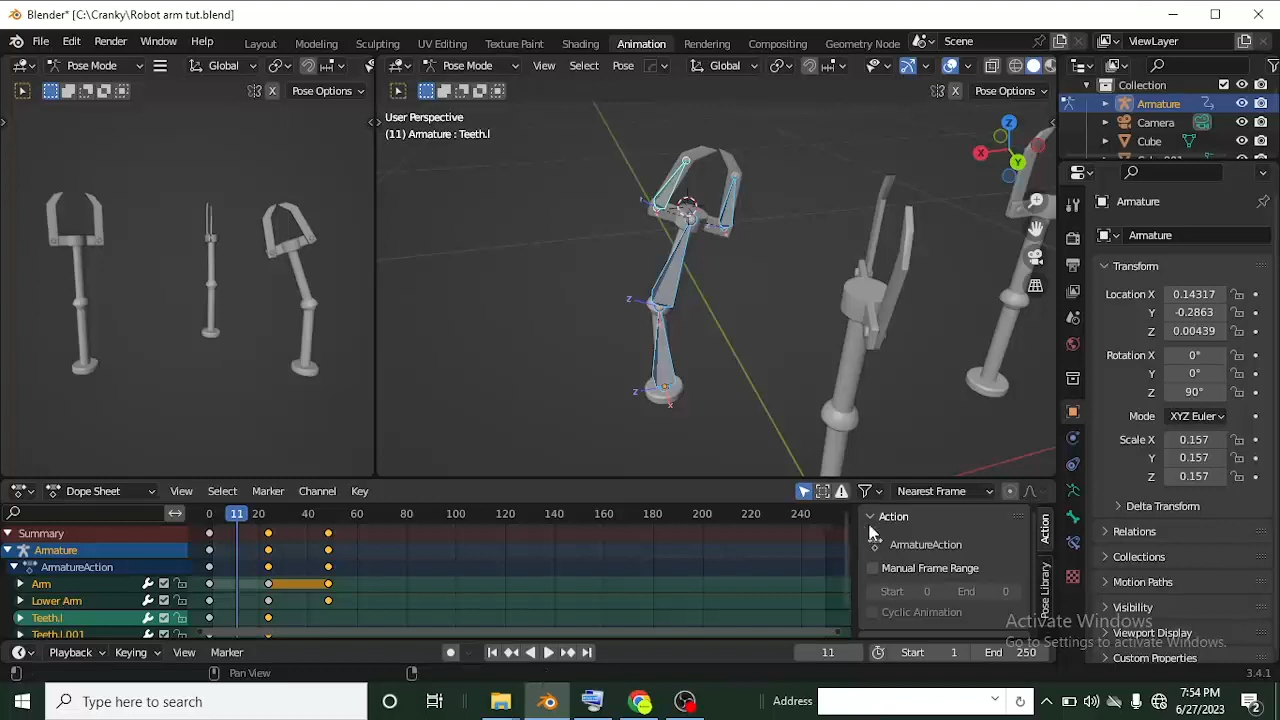 Blender* [C:\Cranky\Robot arm tut.blend]
File Edit Render Window Help Layout Modeling Sculpting UV Editing Texture Paint Shading Animation Rendering Compositing Geometry Node Scene ViewLayer
Pose Mode Global Pose Mode View Select Pose Global
X Pose Options X Pose Options
Collection
Armature
Camera
Cube
User Perspective
(11) Armature : Teeth.l
Z
X
Y
z
z
x
Armature
Armature
Transform
Location X 0.14317
Y -0.2863
Z 0.00439
Rotation X 0°
Y 0°
Z 90°
Mode XYZ Euler
Scale X 0.157
Y 0.157
Z 0.157
Delta Transform
Relations
Collections
Motion Paths
Visibility
Viewport Display
Custom Properties
Dope Sheet View Select Marker Channel Key Nearest Frame
0 11 20 40 60 80 100 120 140 160 180 200 220 240
Summary
Armature
ArmatureAction
Arm
Lower Arm
Teeth.l
Teeth.l.001
Action
ArmatureAction
Manual Frame Range
Start 0 End 0
Cyclic Animation
Action
Pose Library
Activate Windows
Go to Settings to activate Windows.
Playback Keying View Marker 11 Start 1 End 250
Pan View 3.4.1
Type here to search Address 7:54 PM
6/27/2023
2